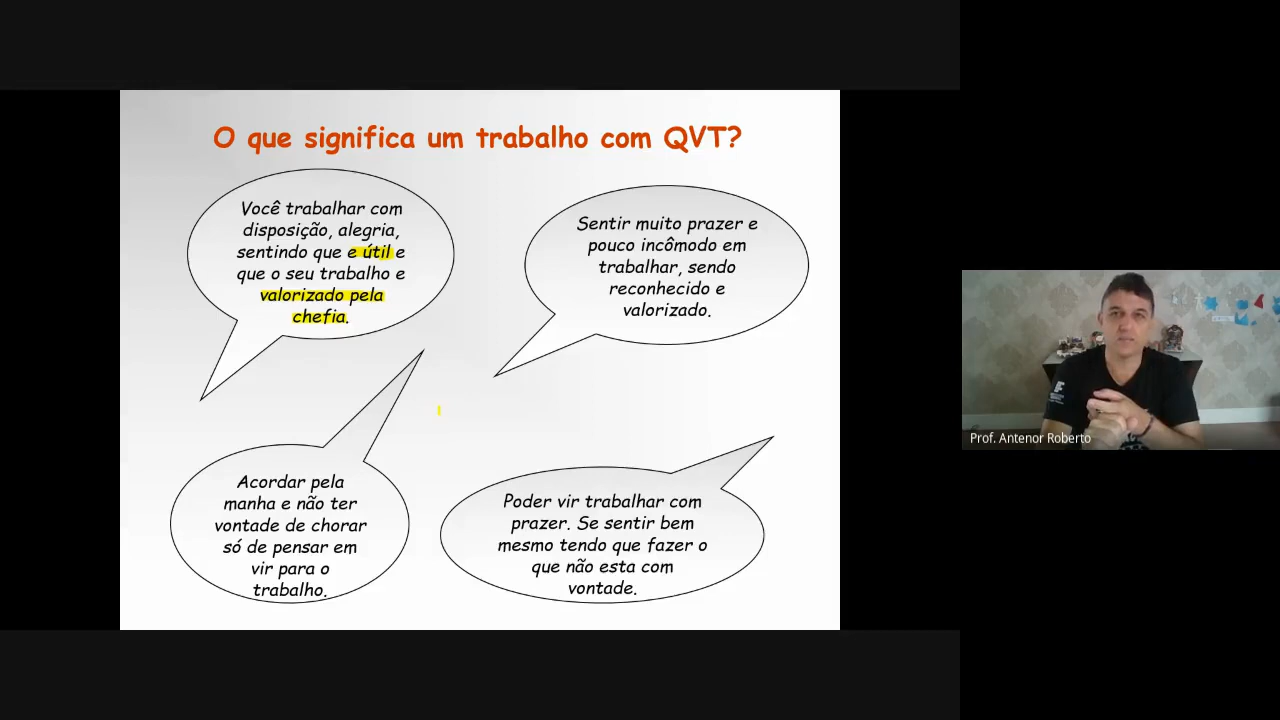 O que significa um trabalho com QVT?
Você trabalhar com
disposição, alegria,
sentindo que e útil e
que o seu trabalho e
valorizado pela
chefia.
Sentir muito prazer e
pouco incômodo em
trabalhar, sendo
reconhecido e
valorizado.
Acordar pela
manha e não ter
vontade de chorar
só de pensar em
vir para o
trabalho.
Poder vir trabalhar com
prazer. Se sentir bem
mesmo tendo que fazer o
que não esta com
vontade.
Prof. Antenor Roberto